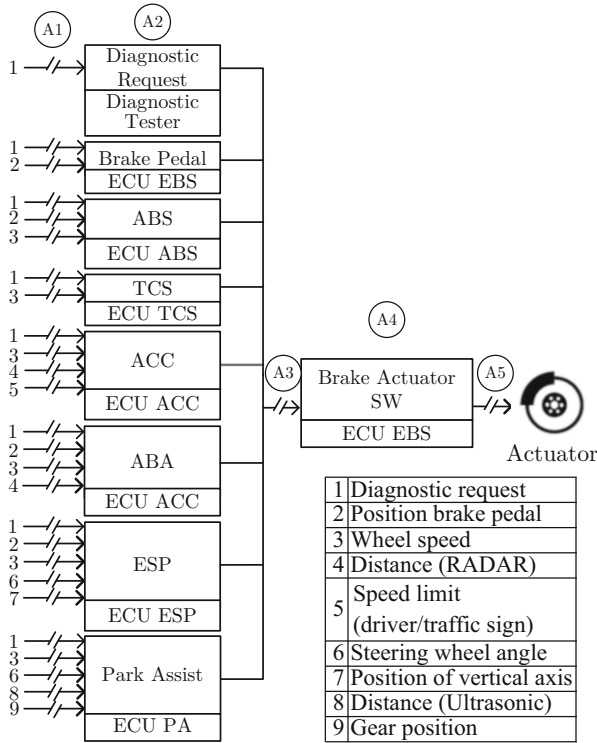 A1
A2
1
Diagnostic
Request
Diagnostic
Tester
1
2
Brake Pedal
ECU EBS
1
2
3
ABS
ECU ABS
1
3
TCS
ECU TCS
1
3
4
5
ACC
ECU ACC
1
2
3
4
ABA
ECU ACC
1
2
3
6
7
ESP
ECU ESP
1
3
6
8
9
Park Assist
ECU PA
A3
A4
Brake Actuator
SW
ECU EBS
A5
Actuator
1 Diagnostic request
2 Position brake pedal
3 Wheel speed
4 Distance (RADAR)
5 Speed limit
(driver/traffic sign)
6 Steering wheel angle
7 Position of vertical axis
8 Distance (Ultrasonic)
9 Gear position